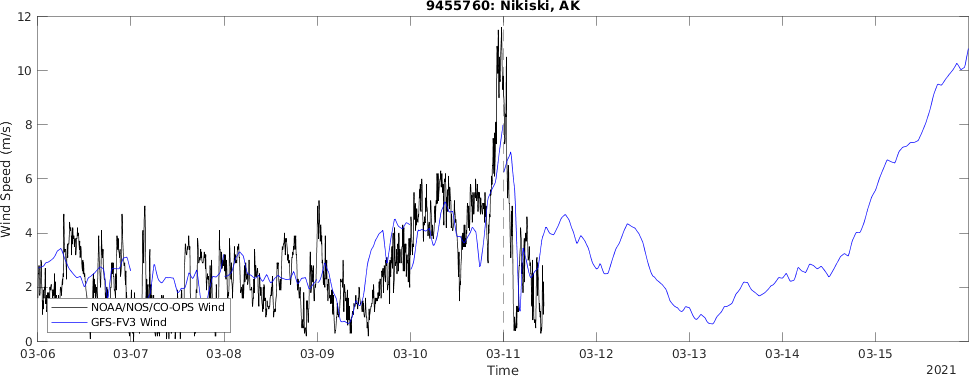 9455760: Nikiski, AK
Wind Speed (m/s)
12
10
8
6
4
2
0
NOAA/NOS/CO-OPS Wind
GFS-FV3 Wind
03-06 03-07 03-08 03-09 03-10 03-11 03-12 03-13 03-14 03-15
Time
2021